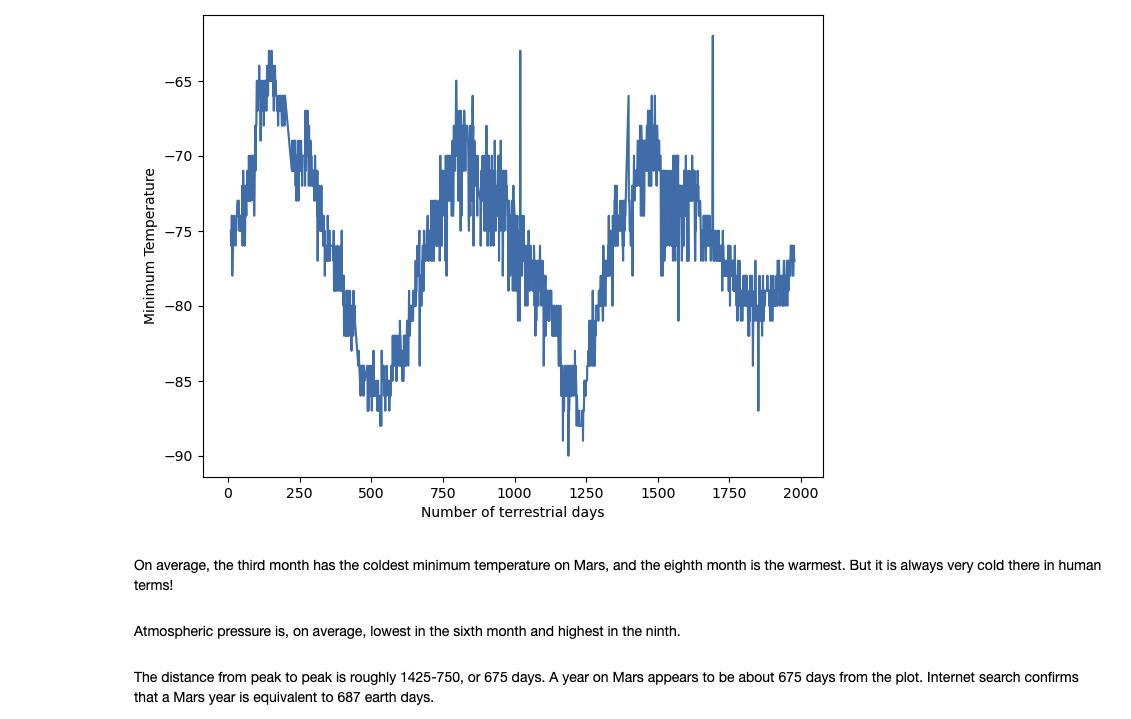 −65
−70
−75
−80
−85
−90
Minimum Temperature
0 250 500 750 1000 1250 1500 1750 2000
Number of terrestrial days
On average, the third month has the coldest minimum temperature on Mars, and the eighth month is the warmest. But it is always very cold there in human
terms!
Atmospheric pressure is, on average, lowest in the sixth month and highest in the ninth.
The distance from peak to peak is roughly 1425-750, or 675 days. A year on Mars appears to be about 675 days from the plot. Internet search confirms
that a Mars year is equivalent to 687 earth days.